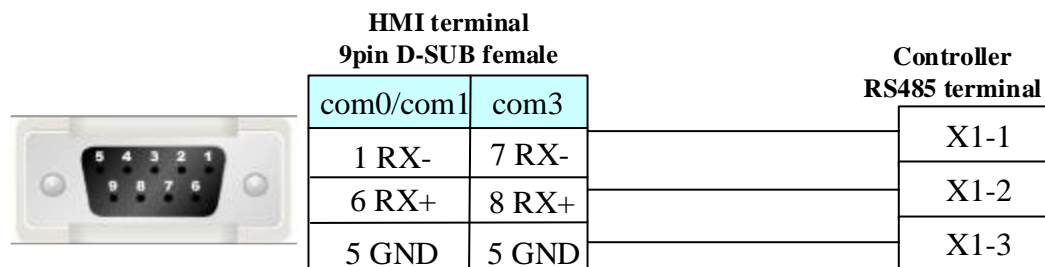 HMI terminal
9pin D-SUB female
Controller
RS485 terminal
com0/com1 com3
1 RX- 7 RX- X1-1
6 RX+ 8 RX+ X1-2
5 GND 5 GND X1-3
5 4 3 2 1
9 8 7 6